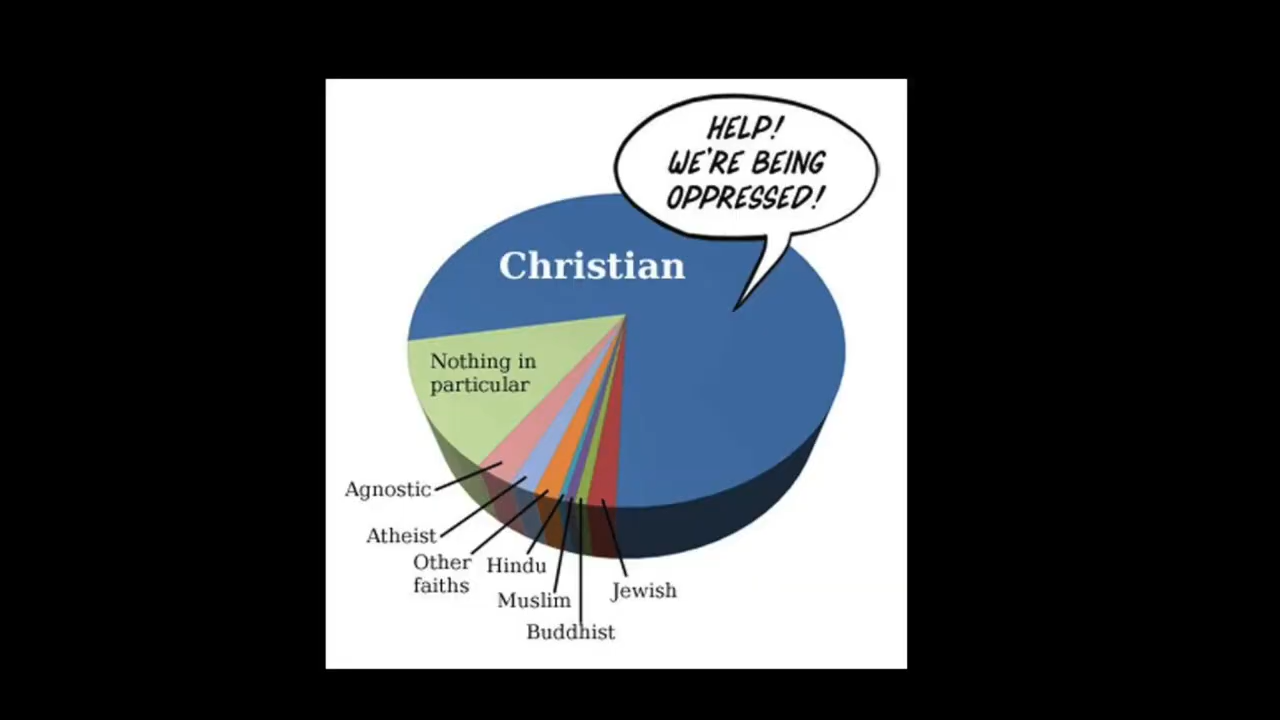 HELP!
WE'RE BEING
OPPRESSED!
Christian
Nothing in
particular
Agnostic
Atheist
Other
faiths
Hindu
Muslim
Buddhist
Jewish